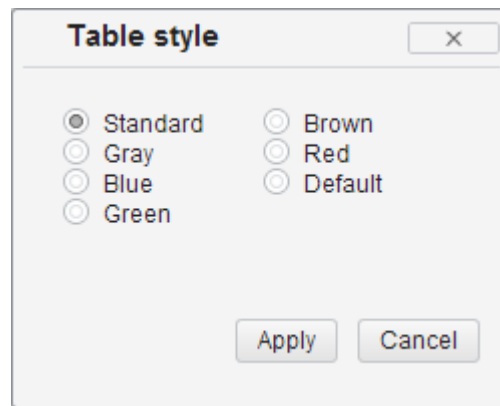 Table style
Standard
Gray
Blue
Green
Brown
Red
Default
Apply
Cancel